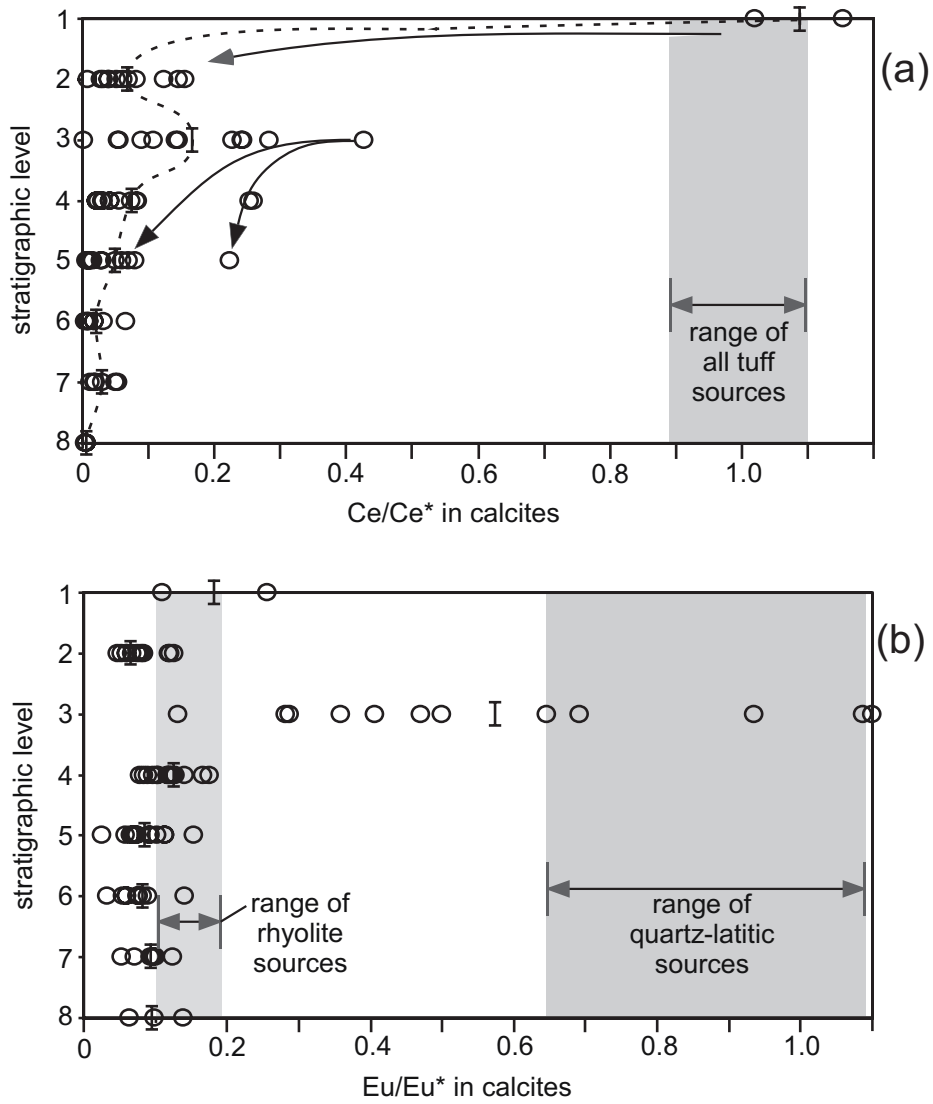 1
2
3
4
5
6
7
8
stratigraphic level
(a)
range of
all tuff
sources
0
0.2
0.4
0.6
0.8
1.0
Ce/Ce* in calcites
1
2
3
4
5
6
7
8
stratigraphic level
(b)
range of
rhyolite
sources
range of
quartz-latitic
sources
0
0.2
0.4
0.6
0.8
1.0
Eu/Eu* in calcites